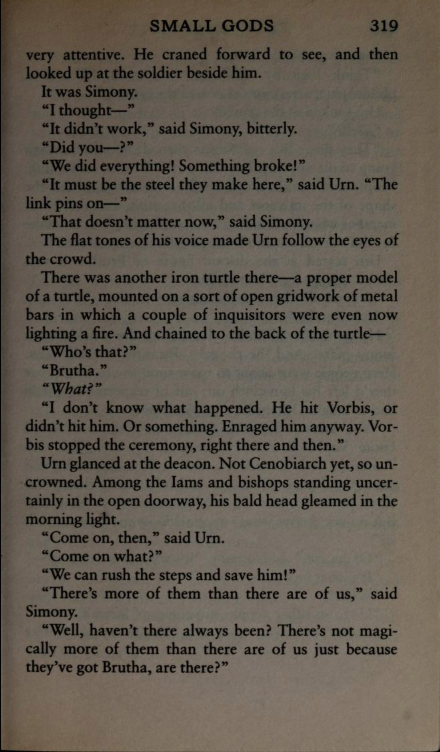 SMALL GODS 319
very attentive. He craned forward to see, and then
looked up at the soldier beside him.
It was Simony.
“I thought—”
“It didn’t work,” said Simony, bitterly.
“Did you—?”
“We did everything! Something broke!”
“It must be the steel they make here,” said Urn. “The
link pins on—”
“That doesn’t matter now,” said Simony.
The flat tones of his voice made Urn follow the eyes of
the crowd.
There was another iron turtle there—a proper model
of a turtle, mounted on a sort of open gridwork of metal
bars in which a couple of inquisitors were even now
lighting a fire. And chained to the back of the turtle—
“Who’s that?”
“Brutha.”
“What?”
“I don’t know what happened. He hit Vorbis, or
didn’t hit him. Or something. Enraged him anyway. Vor-
bis stopped the ceremony, right there and then.”
Urn glanced at the deacon. Not Cenobiarch yet, so un-
crowned. Among the Iams and bishops standing uncer-
tainly in the open doorway, his bald head gleamed in the
morning light.
“Come on, then,” said Urn.
“Come on what?”
“We can rush the steps and save him!”
“There’s more of them than there are of us,” said
Simony.
“Well, haven’t there always been? There’s not magi-
cally more of them than there are of us just because
they’ve got Brutha, are there?”